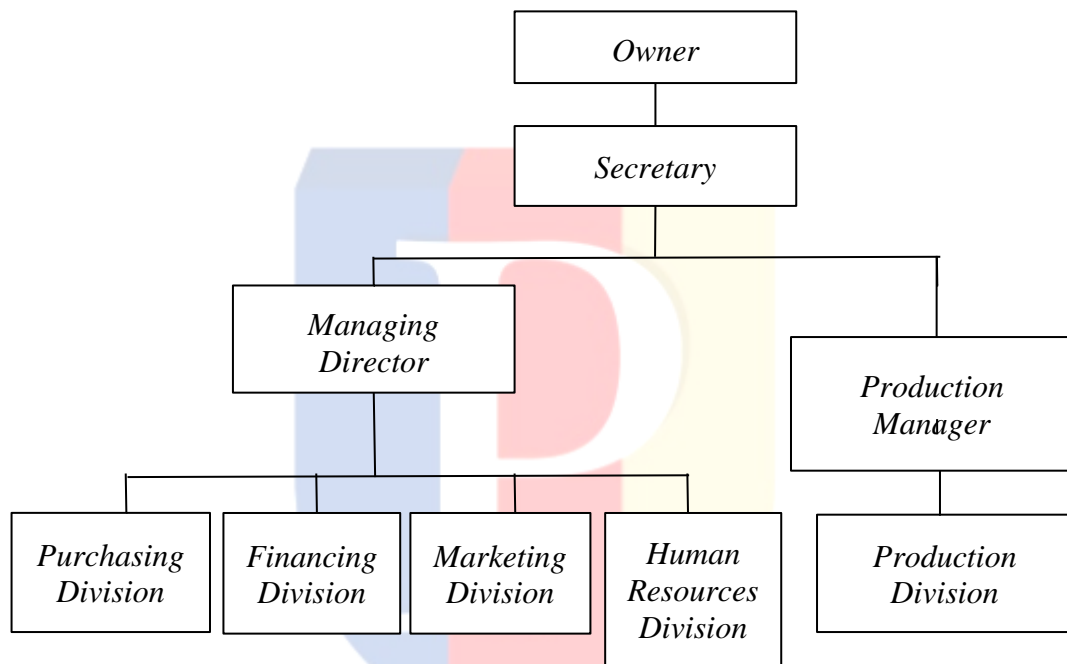 Owner
Secretary
Managing
Director
Production
Manager
Purchasing
Division
Financing
Division
Marketing
Division
Human
Resources
Division
Production
Division